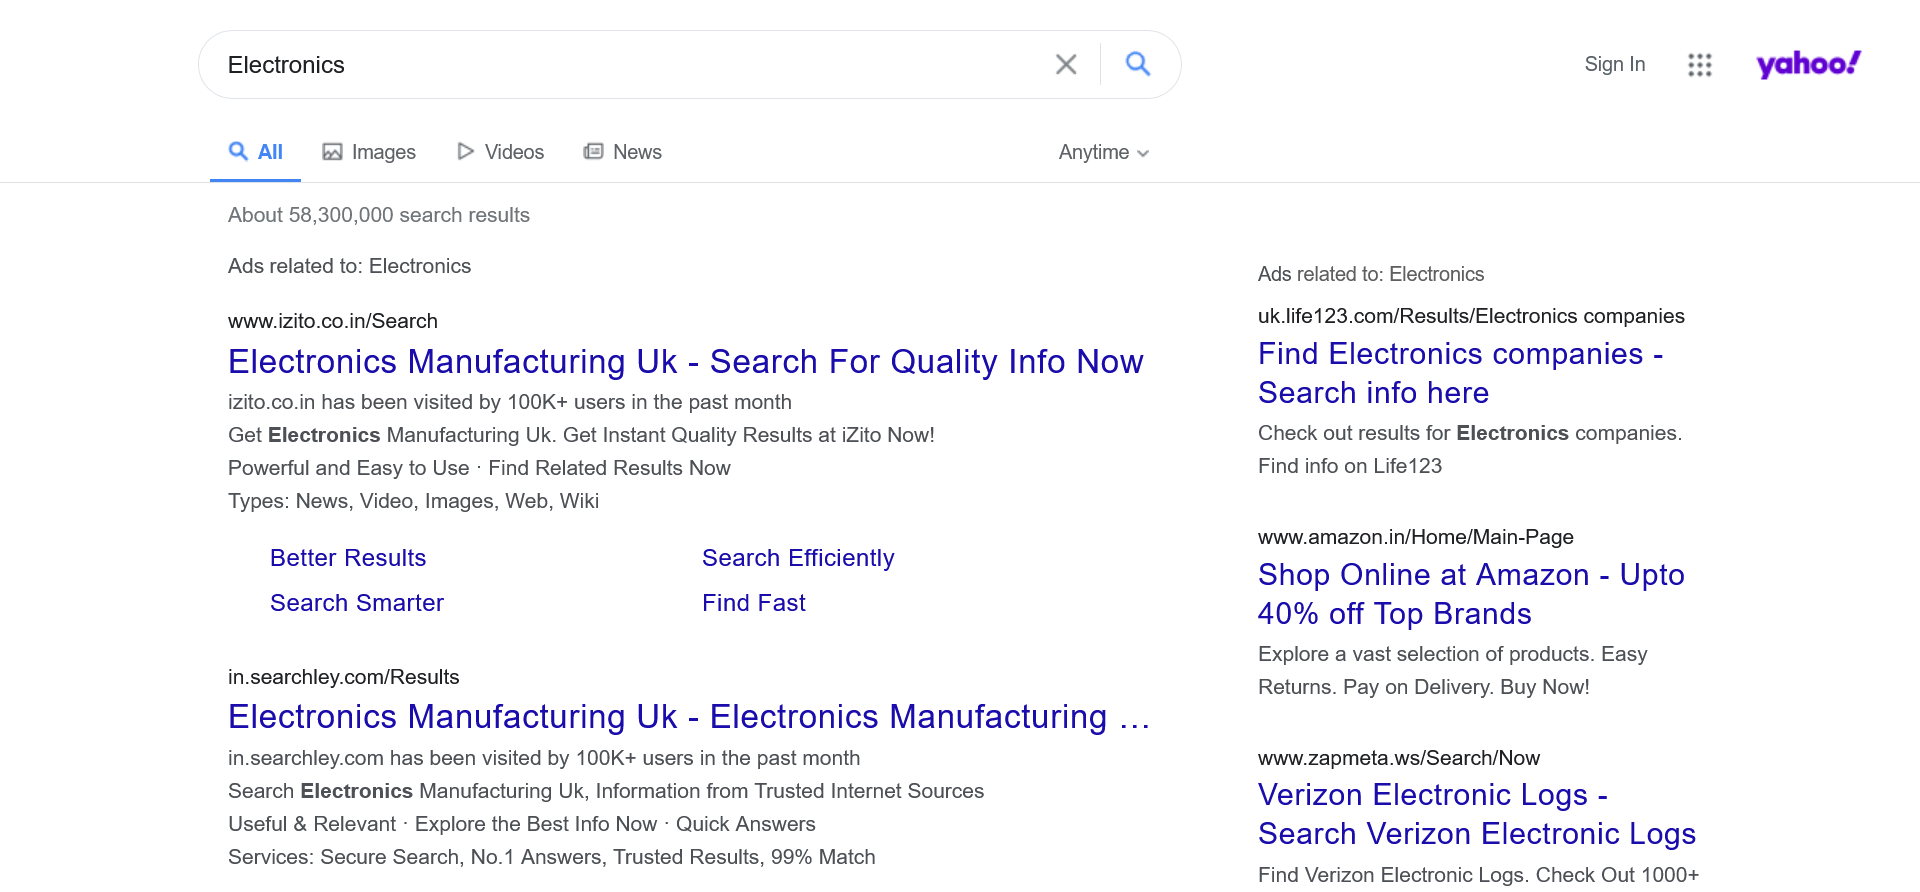 Electronics
Sign In
yahoo!
All Images Videos News Anytime
About 58,300,000 search results
Ads related to: Electronics
www.izito.co.in/Search
Electronics Manufacturing Uk - Search For Quality Info Now
izito.co.in has been visited by 100K+ users in the past month
Get Electronics Manufacturing Uk. Get Instant Quality Results at iZito Now!
Powerful and Easy to Use · Find Related Results Now
Types: News, Video, Images, Web, Wiki
Better Results Search Efficiently
Search Smarter Find Fast
in.searchley.com/Results
Electronics Manufacturing Uk - Electronics Manufacturing ...
in.searchley.com has been visited by 100K+ users in the past month
Search Electronics Manufacturing Uk, Information from Trusted Internet Sources
Useful & Relevant · Explore the Best Info Now · Quick Answers
Services: Secure Search, No.1 Answers, Trusted Results, 99% Match
Ads related to: Electronics
uk.life123.com/Results/Electronics companies
Find Electronics companies -
Search info here
Check out results for Electronics companies.
Find info on Life123
www.amazon.in/Home/Main-Page
Shop Online at Amazon - Upto
40% off Top Brands
Explore a vast selection of products. Easy
Returns. Pay on Delivery. Buy Now!
www.zapmeta.ws/Search/Now
Verizon Electronic Logs -
Search Verizon Electronic Logs
Find Verizon Electronic Logs. Check Out 1000+